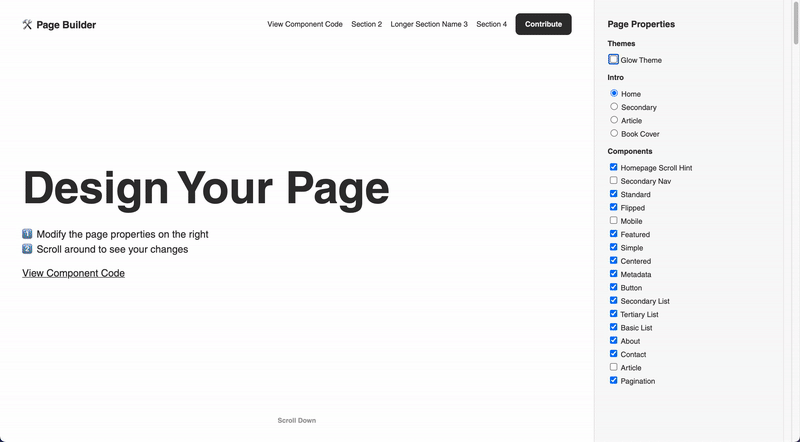 🛠 Page Builder
View Component Code Section 2 Longer Section Name 3 Section 4 Contribute
Design Your Page
1 Modify the page properties on the right
2 Scroll around to see your changes
View Component Code
Scroll Down
Page Properties
Themes
Glow Theme
Intro
Home
Secondary
Article
Book Cover
Components
Homepage Scroll Hint
Secondary Nav
Standard
Flipped
Mobile
Featured
Simple
Centered
Metadata
Button
Secondary List
Tertiary List
Basic List
About
Contact
Article
Pagination